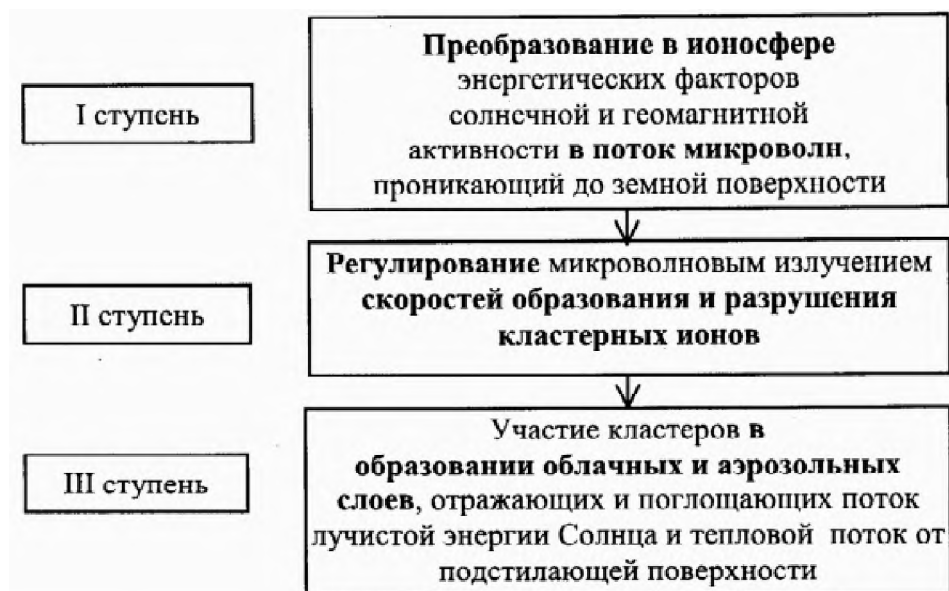 I ступень
Преобразование в ионосфере
энергетических факторов
солнечной и геомагнитной
активности в поток микроволн,
проникающий до земной поверхности
II ступень
Регулирование микроволновым излучением
скоростей образования и разрушения
кластерных ионов
III ступень
Участие кластеров в
образовании облачных и аэрозольных
слоев, отражающих и поглощающих поток
лучистой энергии Солнца и тепловой поток от
подстилающей поверхности